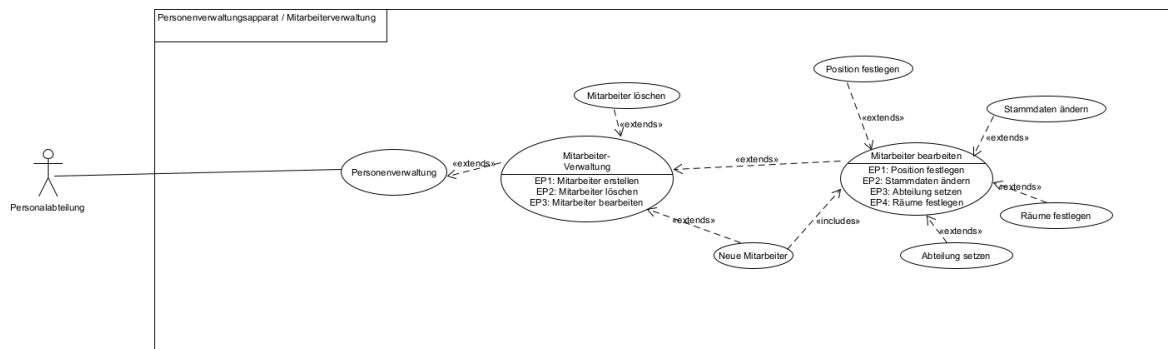 Personenverwaltungsapparat / Mitarbeiterverwaltung
Position festlegen
Mitarbeiter löschen
Stammdaten ändern
«extends»
«extends»
«extends»
Personalabteilung
Personenverwaltung
«extends»
Mitarbeiter-
Verwaltung
EP1: Mitarbeiter erstellen
EP2: Mitarbeiter löschen
EP3: Mitarbeiter bearbeiten
«extends»
Mitarbeiter bearbeiten
EP1: Position festlegen
EP2: Stammdaten ändern
EP3: Abteilung setzen
EP4: Räume festlegen
«extends»
Räume festlegen
«extends»
«includes»
«extends»
Neue Mitarbeiter
Abteilung setzen